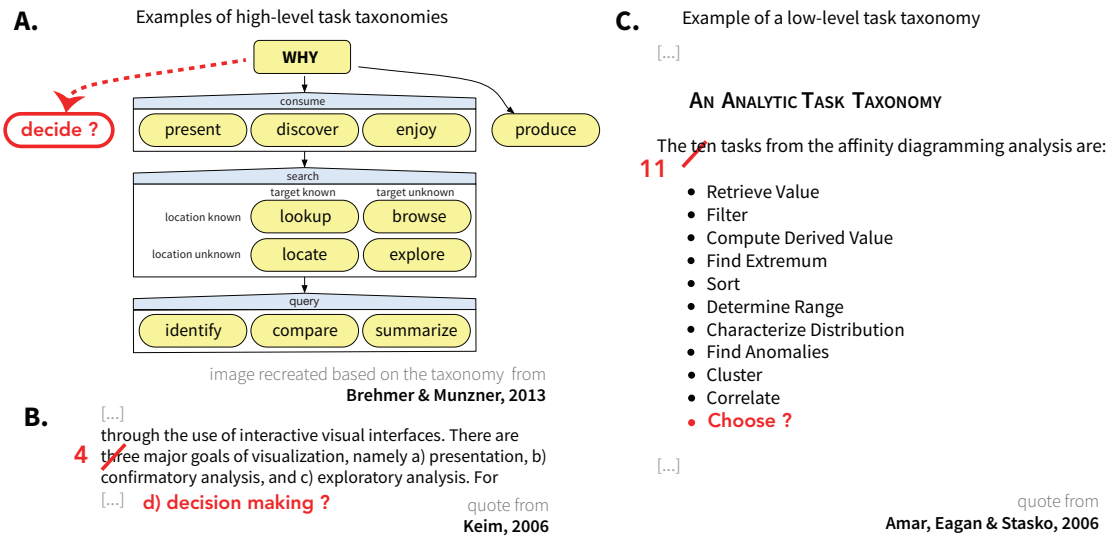 A.
Examples of high-level task taxonomies
WHY
decide ?
consume
present discover enjoy
produce
search
target known target unknown
location known lookup browse
location unknown locate explore
query
identify compare summarize
image recreated based on the taxonomy from
Brehmer & Munzner, 2013
B.
[...]
through the use of interactive visual interfaces. There are
4 three major goals of visualization, namely a) presentation, b)
confirmatory analysis, and c) exploratory analysis. For
[...] d) decision making ?
quote from
Keim, 2006
C.
Example of a low-level task taxonomy
[...]
AN ANALYTIC TASK TAXONOMY
The ten tasks from the affinity diagramming analysis are:
11
• Retrieve Value
• Filter
• Compute Derived Value
• Find Extremum
• Sort
• Determine Range
• Characterize Distribution
• Find Anomalies
• Cluster
• Correlate
• Choose ?
[...]
quote from
Amar, Eagan & Stasko, 2006